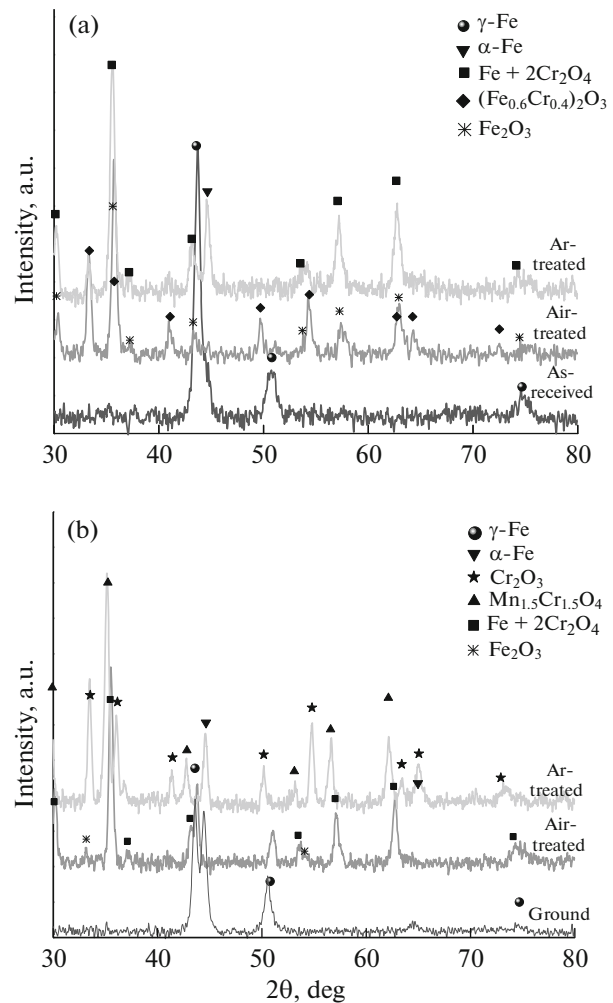 (a)
γ-Fe
α-Fe
Fe + 2Cr₂O₄
(Fe₀.₆Cr₀.₄)₂O₃
Fe₂O₃
Intensity, a.u.
Ar-
treated
Air-
treated
As-
received
30 40 50 60 70 80
(b)
γ-Fe
α-Fe
Cr₂O₃
Mn₁.₅Cr₁.₅O₄
Fe + 2Cr₂O₄
Fe₂O₃
Intensity, a.u.
Ar-
treated
Air-
treated
Ground
30 40 50 60 70 80
2θ, deg